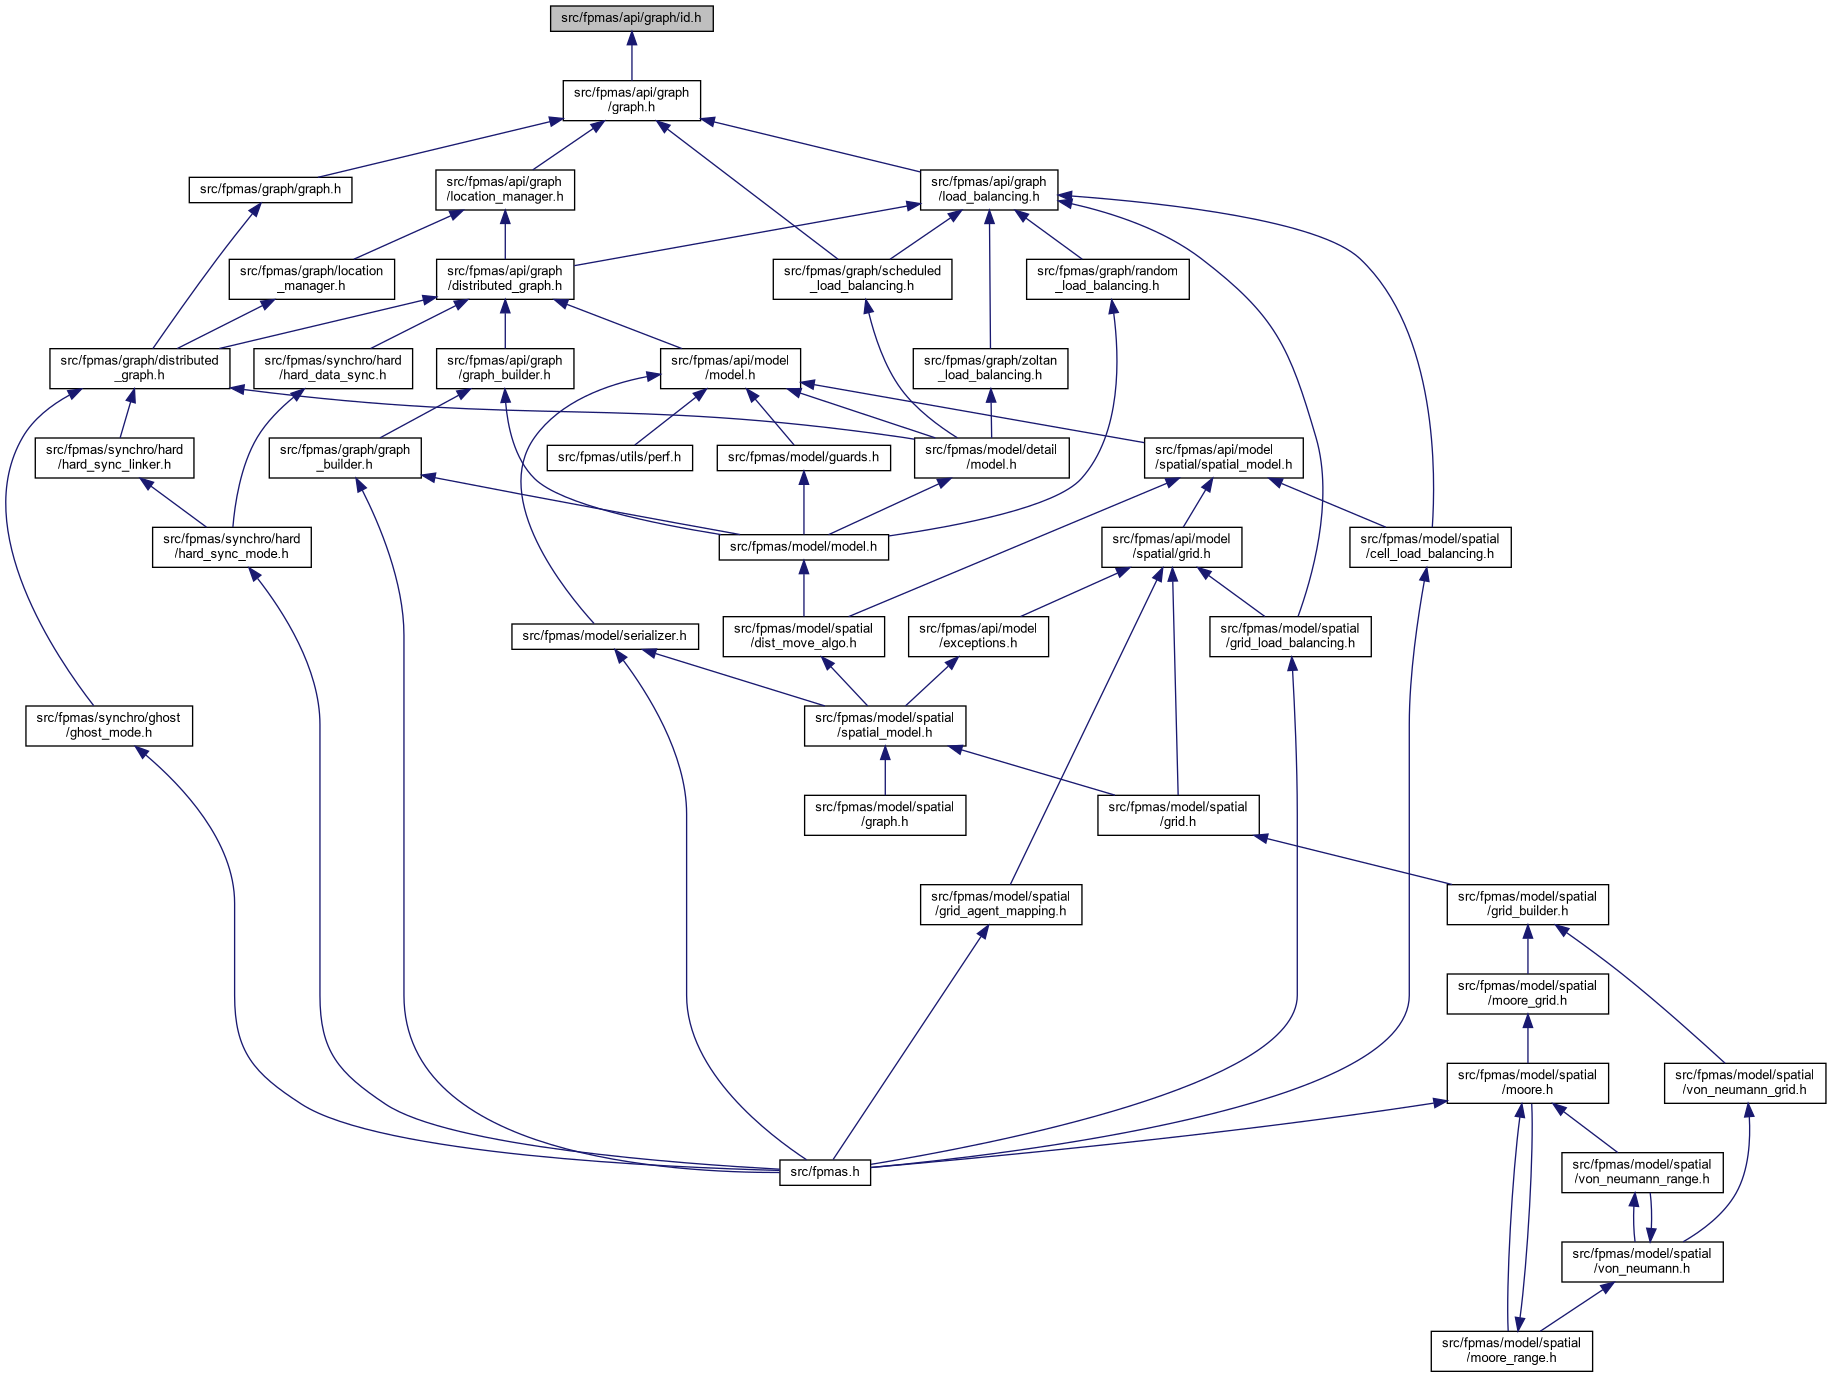 src/fpmas/api/graph/id.h
src/fpmas/api/graph
/graph.h
src/fpmas/graph/graph.h
src/fpmas/api/graph
/location_manager.h
src/fpmas/api/graph
/load_balancing.h
src/fpmas/graph/location
_manager.h
src/fpmas/api/graph
/distributed_graph.h
src/fpmas/graph/scheduled
_load_balancing.h
src/fpmas/graph/random
_load_balancing.h
src/fpmas/graph/distributed
_graph.h
src/fpmas/synchro/hard
/hard_data_sync.h
src/fpmas/api/graph
/graph_builder.h
src/fpmas/api/model
/model.h
src/fpmas/graph/zoltan
_load_balancing.h
src/fpmas/synchro/hard
/hard_sync_linker.h
src/fpmas/graph/graph
_builder.h
src/fpmas/utils/perf.h
src/fpmas/model/guards.h
src/fpmas/model/detail
/model.h
src/fpmas/api/model
/spatial/spatial_model.h
src/fpmas/synchro/hard
/hard_sync_mode.h
src/fpmas/model/model.h
src/fpmas/api/model
/spatial/grid.h
src/fpmas/model/spatial
/cell_load_balancing.h
src/fpmas/model/serializer.h
src/fpmas/model/spatial
/dist_move_algo.h
src/fpmas/api/model
/exceptions.h
src/fpmas/model/spatial
/grid_load_balancing.h
src/fpmas/synchro/ghost
/ghost_mode.h
src/fpmas/model/spatial
/spatial_model.h
src/fpmas/model/spatial
/graph.h
src/fpmas/model/spatial
/grid.h
src/fpmas/model/spatial
/grid_agent_mapping.h
src/fpmas/model/spatial
/grid_builder.h
src/fpmas/model/spatial
/moore_grid.h
src/fpmas/model/spatial
/moore.h
src/fpmas/model/spatial
/von_neumann_grid.h
src/fpmas.h
src/fpmas/model/spatial
/von_neumann_range.h
src/fpmas/model/spatial
/von_neumann.h
src/fpmas/model/spatial
/moore_range.h